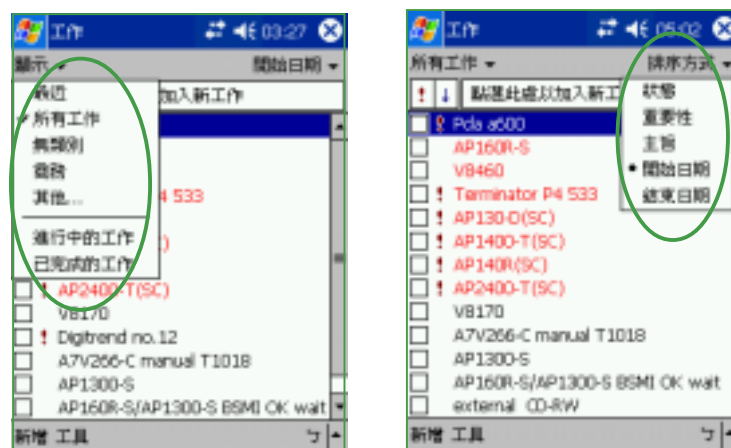 工作 03:27
顯示 開始日期
最近
加入新工作
所有工作
無類別
商務
其他...
4 533
進行中的工作
已完成的工作
AP2400-T(SC)
V8170
Digitrend no.12
A7V266-C manual T1018
AP1300-S
AP160R-S/AP1300-S BSMI OK wait
新增 工具 ㄅ
工作 05:02
所有工作 排序方式
! ↓ 點選此處以加入新工
狀態
重要性
主旨
開始日期
結束日期
Pda a600
AP160R-S
V8460
Terminator P4 533
AP130-D(SC)
AP1400-T(SC)
AP140R(SC)
AP2400-T(SC)
V8170
A7V266-C manual T1018
AP1300-S
AP160R-S/AP1300-S BSMI OK wait
external CD-RW
新增 工具 ㄅ